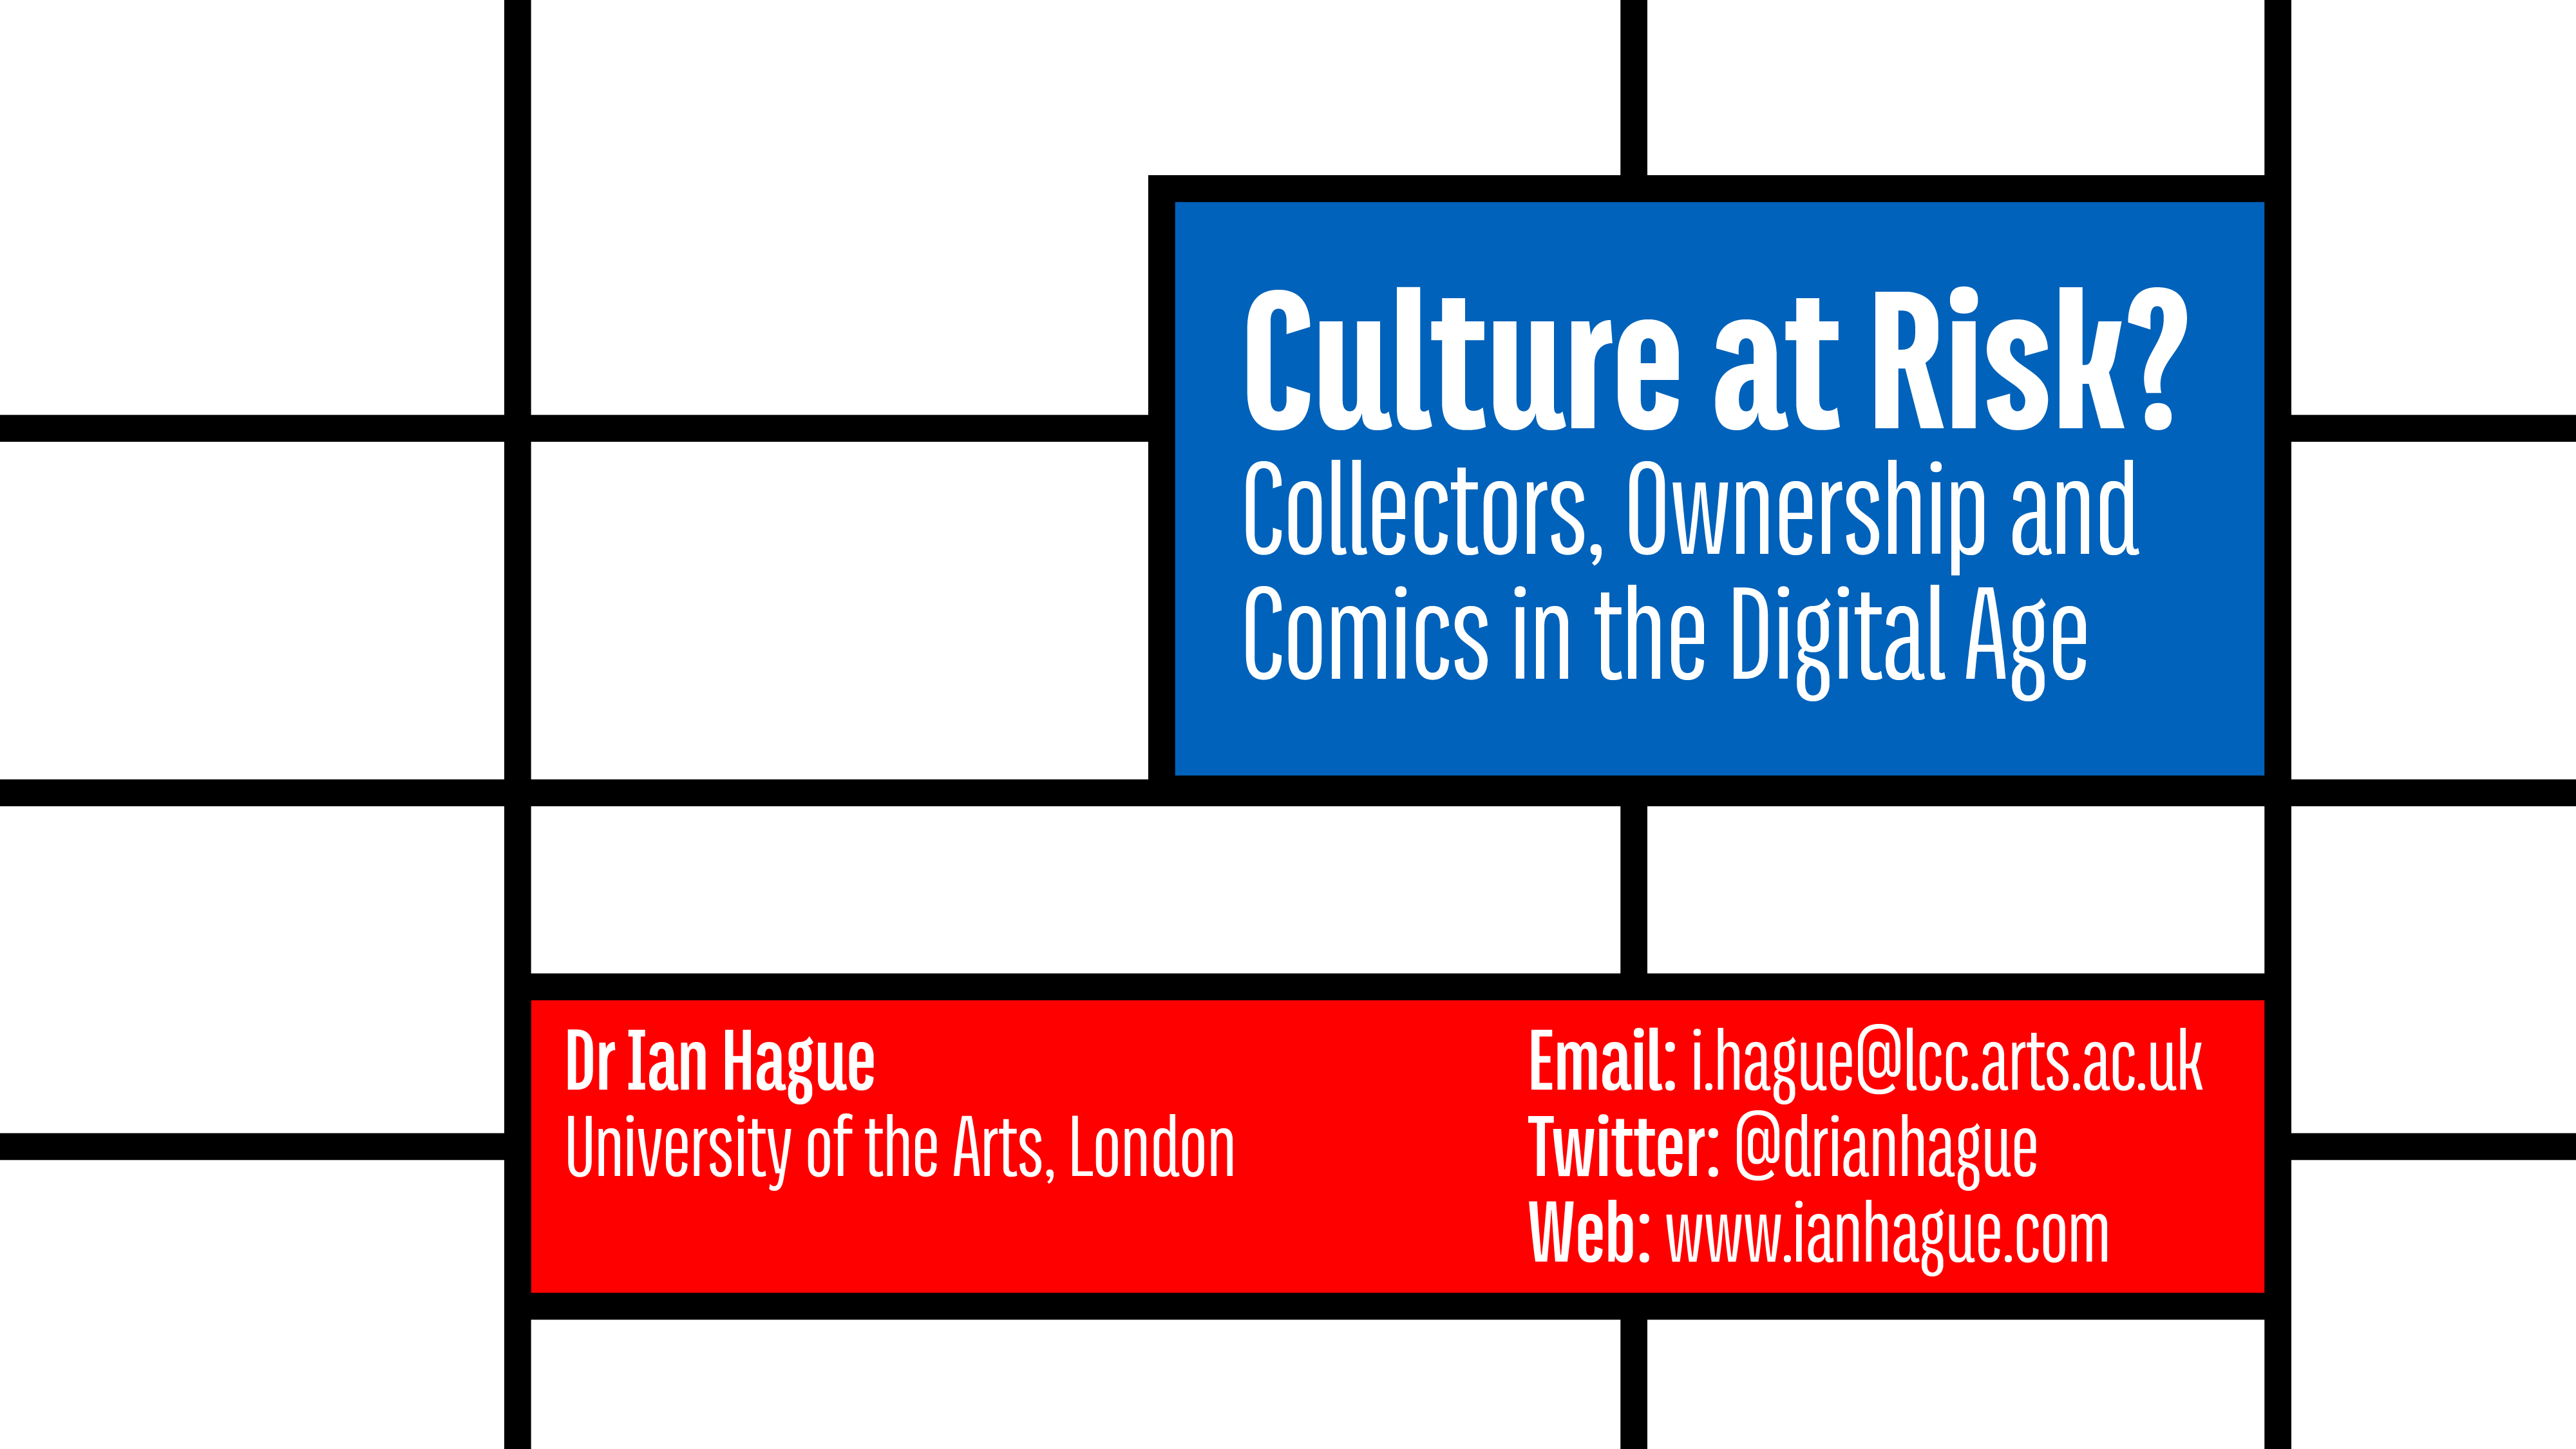 Culture at Risk?
Collectors, Ownership and
Comics in the Digital Age
Dr Ian Hague
University of the Arts, London
Email: i.hague@lcc.arts.ac.uk
Twitter: @drianhague
Web: www.ianhague.com